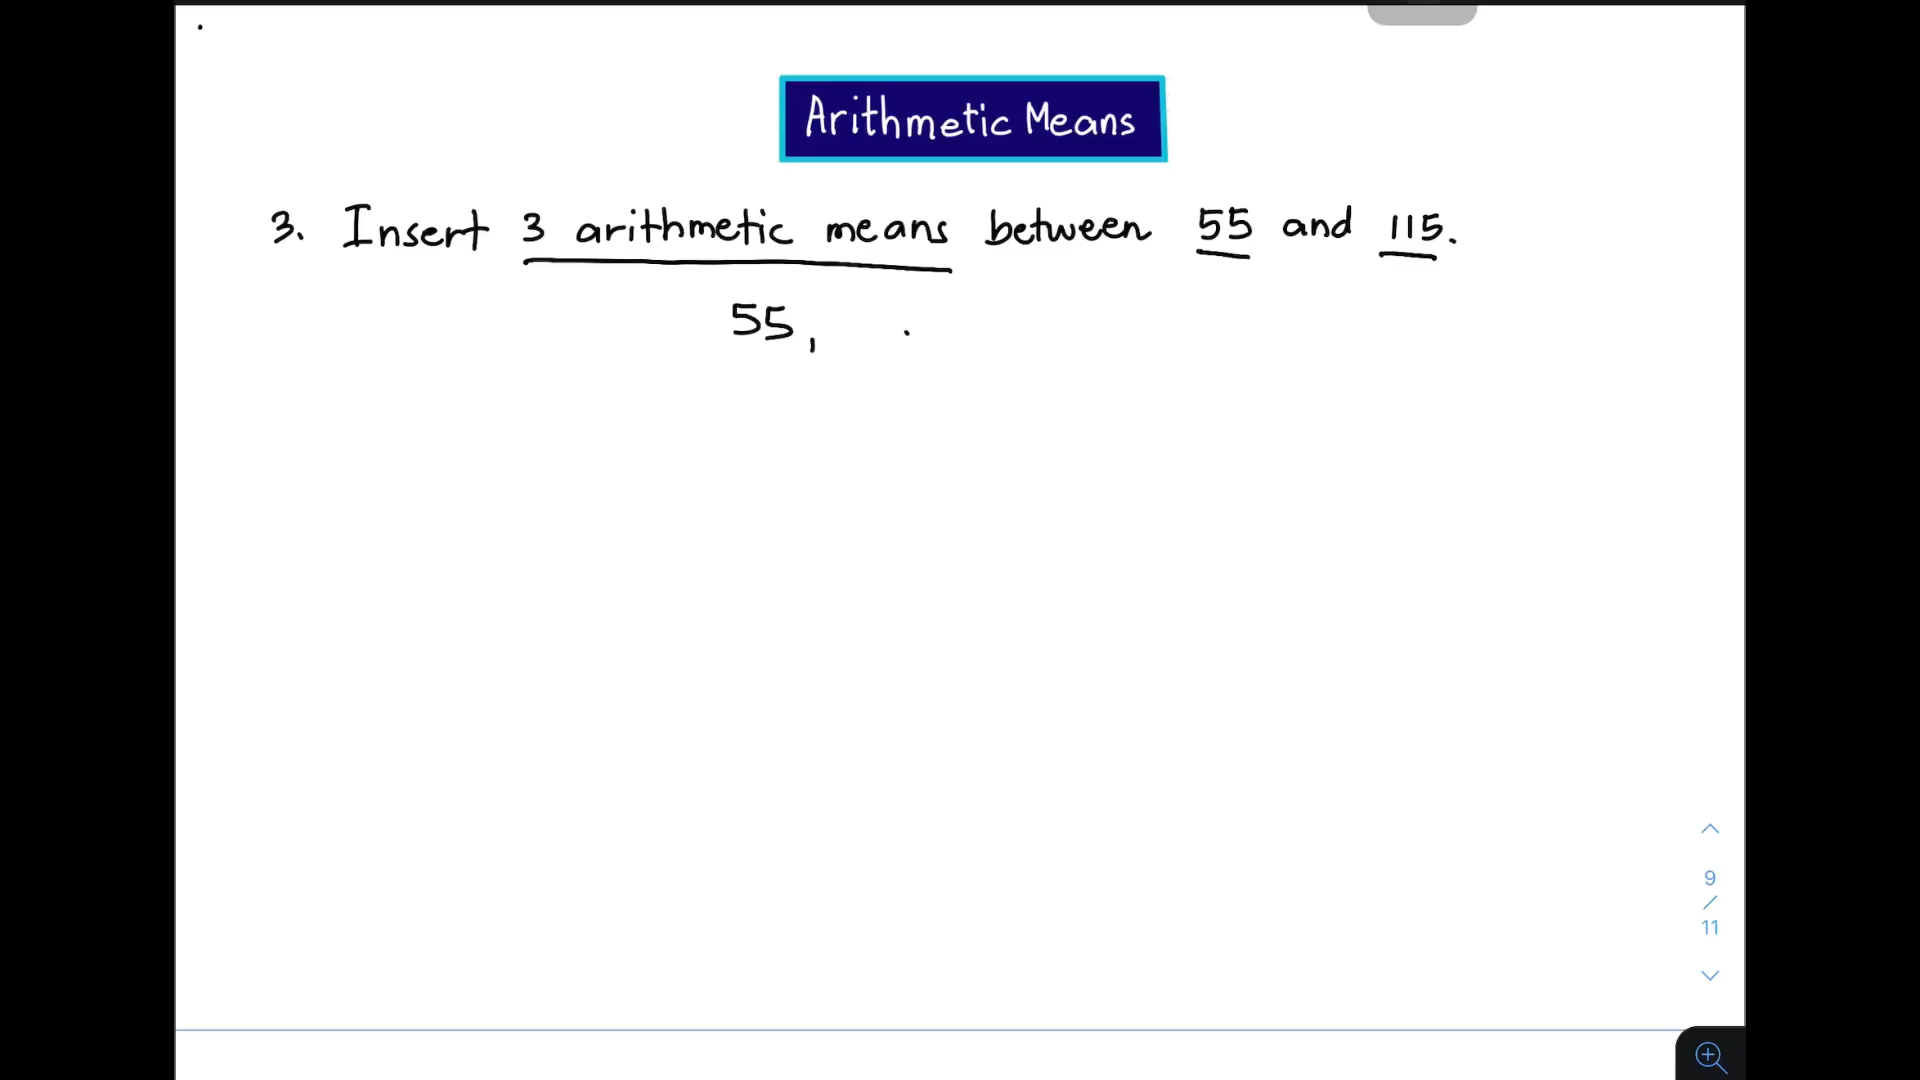 Arithmetic Means
3. Insert 3 arithmetic means between 55 and 115.
55, .
9
/
11